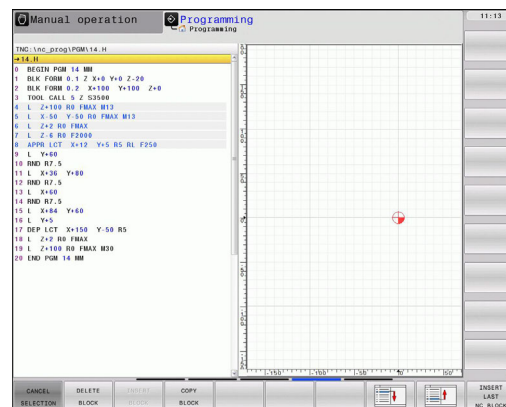 Manual operation
Programming
Programming
11:13
TNC:\nc_prog\PGM\14.H
→14.H
0 BEGIN PGM 14 MM
1 BLK FORM 0.1 Z X+0 Y+0 Z-20
2 BLK FORM 0.2 X+100 Y+100 Z+0
3 TOOL CALL 5 Z S3500
4 L Z+100 R0 FMAX M13
5 L X-50 Y-50 R0 FMAX M13
6 L Z+2 R0 FMAX
7 L Z-6 R0 F2000
8 APPR LCT X+12 Y+5 R5 RL F250
9 L Y+60
10 RND R7.5
11 L X+36 Y+80
12 RND R7.5
13 L X+60
14 RND R7.5
15 L X+84 Y+60
16 L Y+5
17 DEP LCT X+150 Y-50 R5
18 L Z+2 R0 FMAX
19 L Z+100 R0 FMAX M30
20 END PGM 14 MM
-150 -100 -50 0 50
CANCEL SELECTION
DELETE BLOCK
INSERT BLOCK
COPY BLOCK
INSERT LAST NC BLOCK